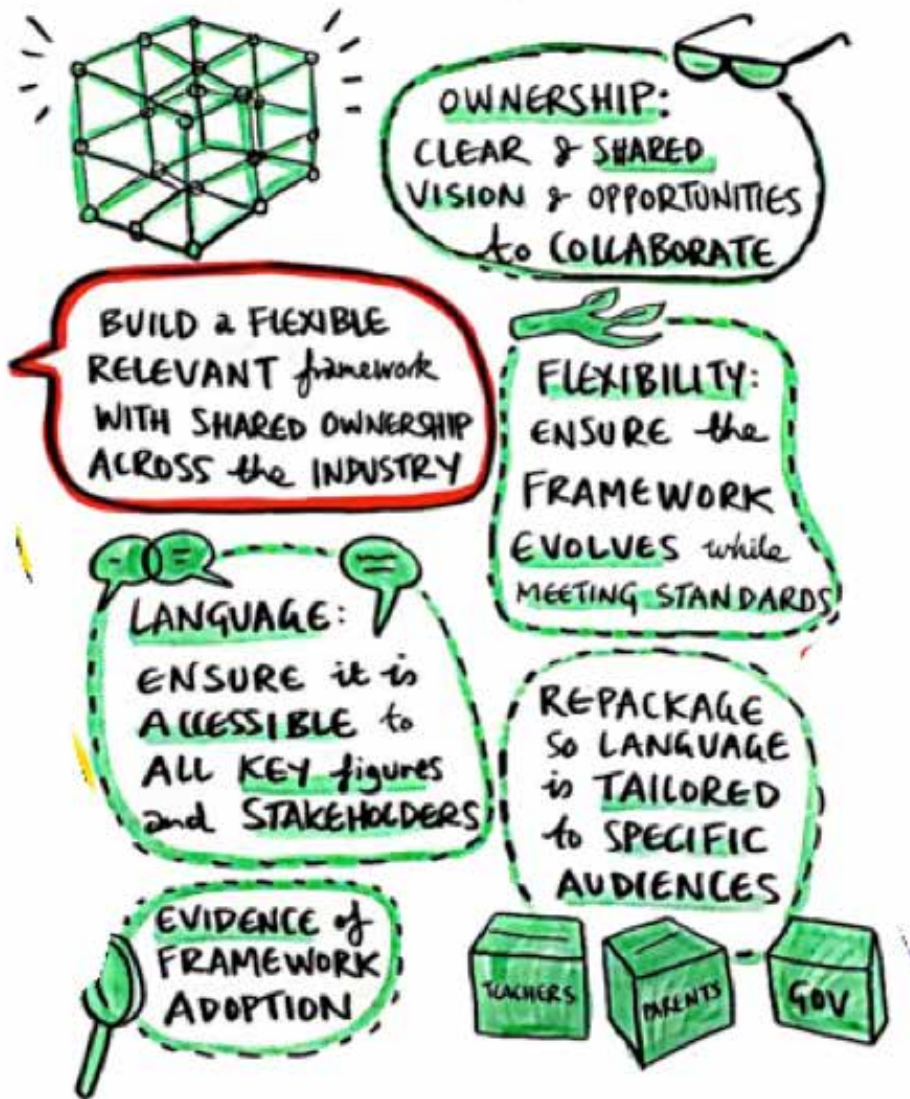 OWNERSHIP:
CLEAR & SHARED
VISION & OPPORTUNITIES
to COLLABORATE
BUILD a FLEXIBLE
RELEVANT framework
WITH SHARED OWNERSHIP
ACROSS the INDUSTRY
FLEXIBILITY:
ENSURE the
FRAMEWORK
EVOLVES while
MEETING STANDARDS
LANGUAGE:
ENSURE it is
ACCESSIBLE to
ALL KEY figures
and STAKEHOLDERS
REPACKAGE
so LANGUAGE
is TAILORED
to SPECIFIC
AUDIENCES
EVIDENCE of
FRAMEWORK
ADOPTION
TEACHERS
PARENTS
GOV